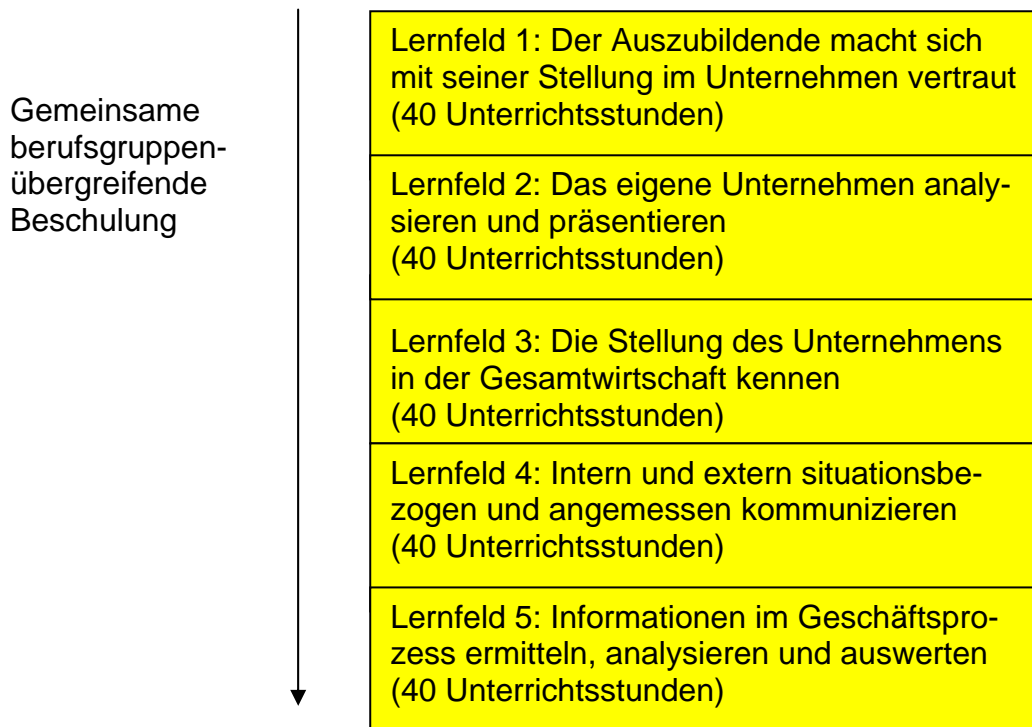 Gemeinsame
berufsgruppen-
übergreifende
Beschulung
Lernfeld 1: Der Auszubildende macht sich
mit seiner Stellung im Unternehmen vertraut
(40 Unterrichtsstunden)
Lernfeld 2: Das eigene Unternehmen analy-
sieren und präsentieren
(40 Unterrichtsstunden)
Lernfeld 3: Die Stellung des Unternehmens
in der Gesamtwirtschaft kennen
(40 Unterrichtsstunden)
Lernfeld 4: Intern und extern situationsbe-
zogen und angemessen kommunizieren
(40 Unterrichtsstunden)
Lernfeld 5: Informationen im Geschäftspro-
zess ermitteln, analysieren und auswerten
(40 Unterrichtsstunden)